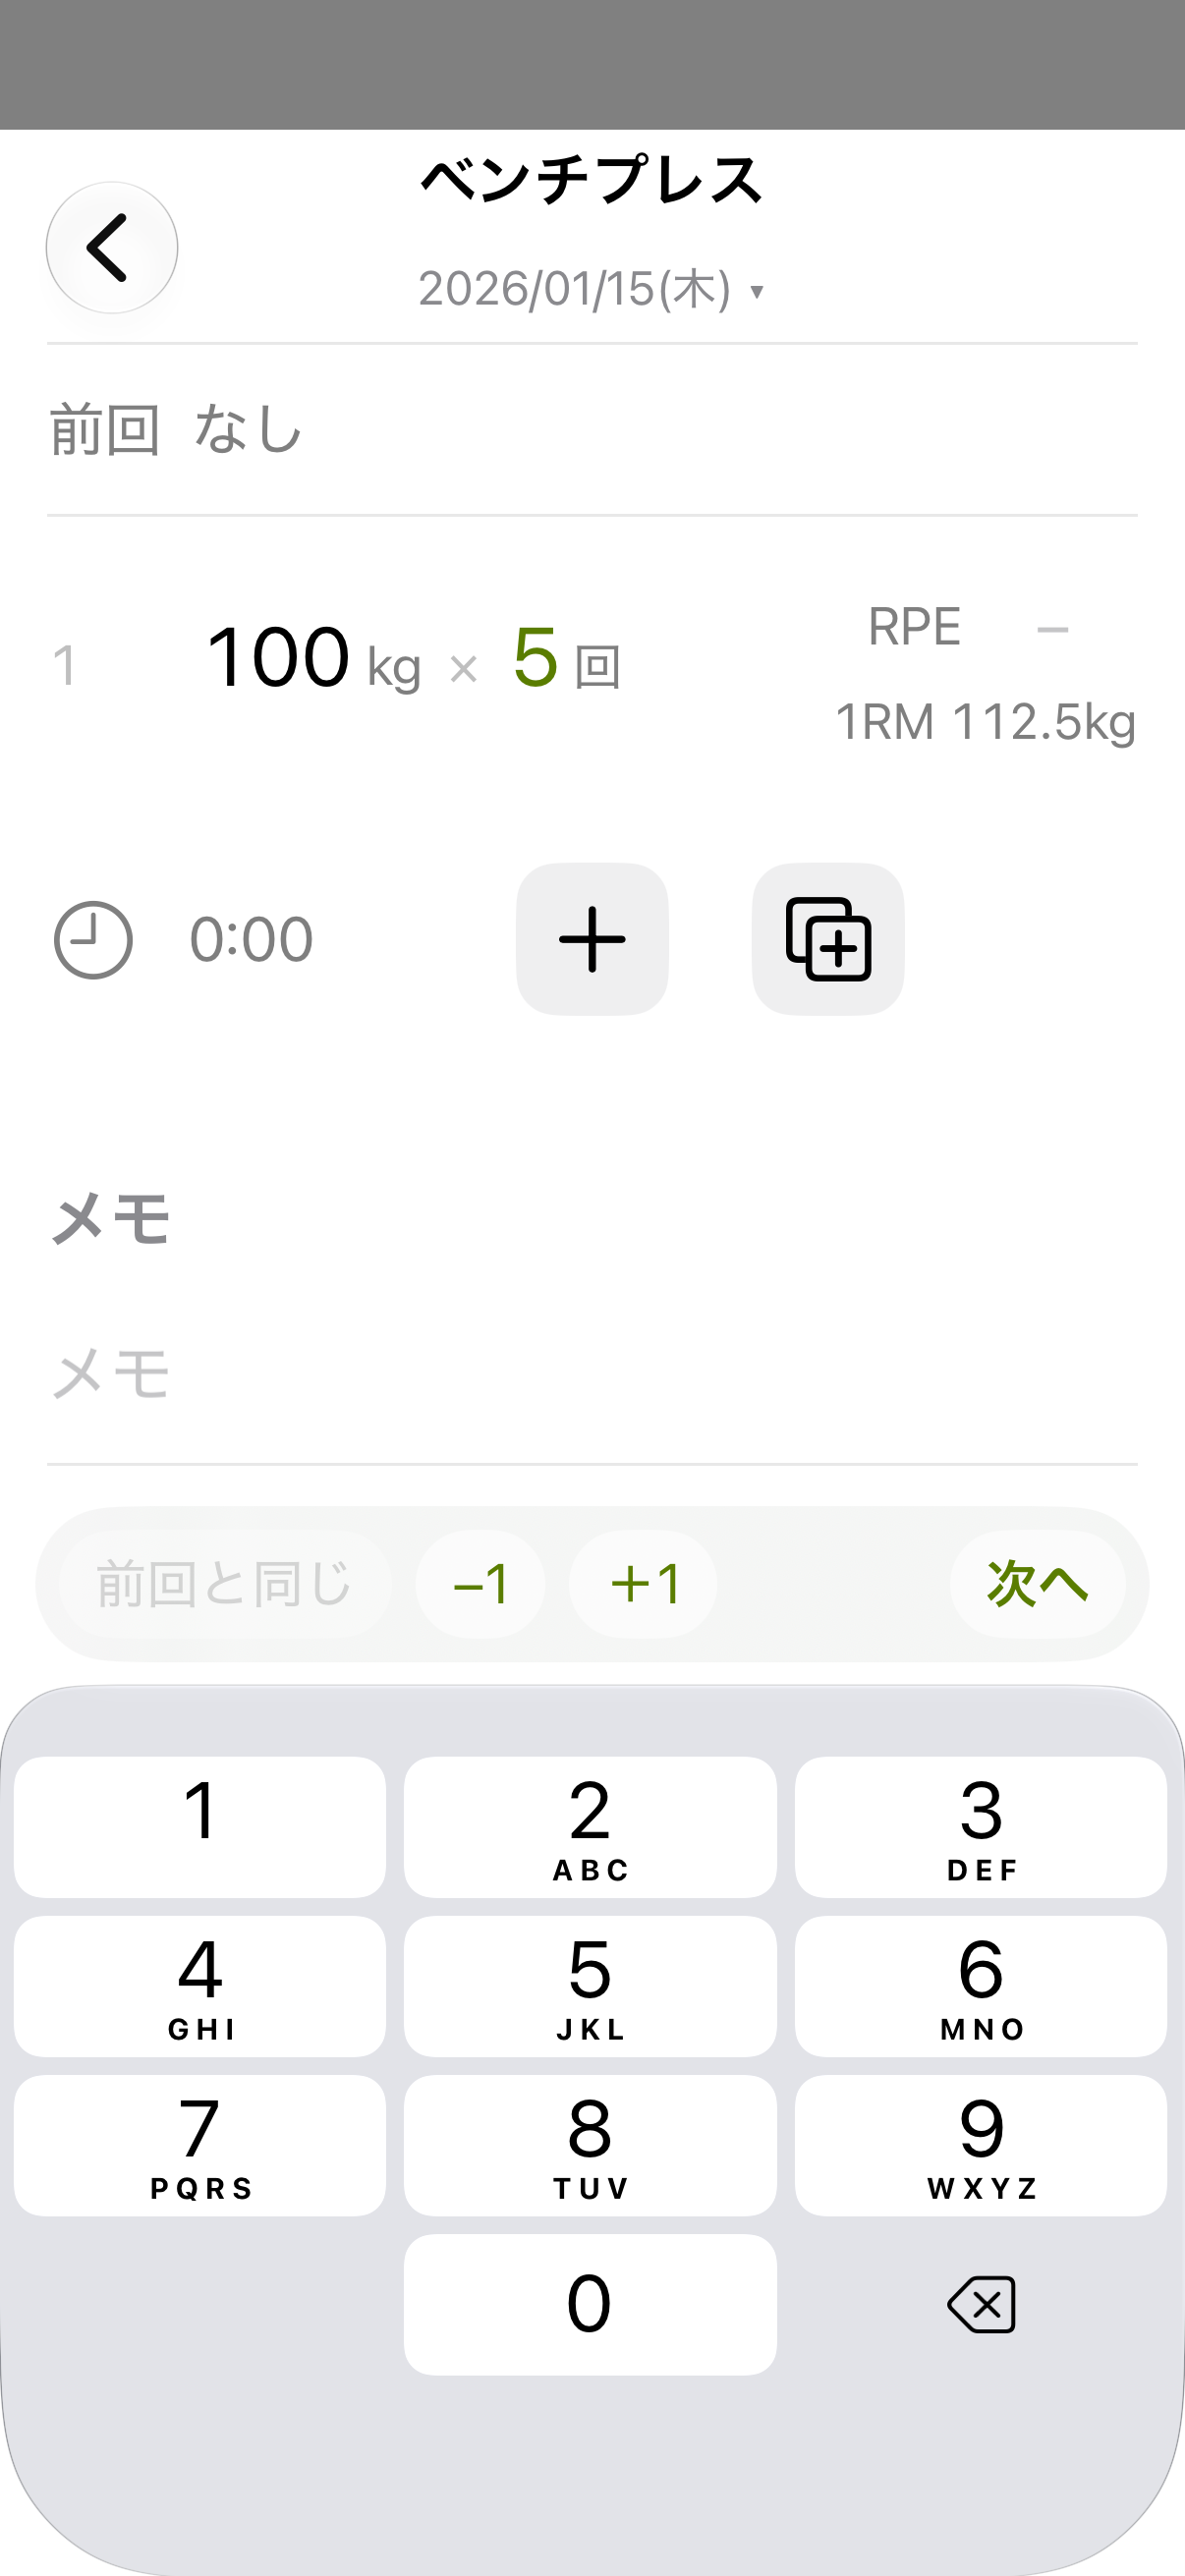 ベンチプレス
2026/01/15(木) ▼
前回 なし
1 100 kg × 5 回
RPE –
1RM 112.5kg
0:00
メモ
メモ
前回と同じ –1 +1 次へ
1 2 3
ABC DEF
4 5 6
GHI JKL MNO
7 8 9
PQRS TUV WXYZ
0